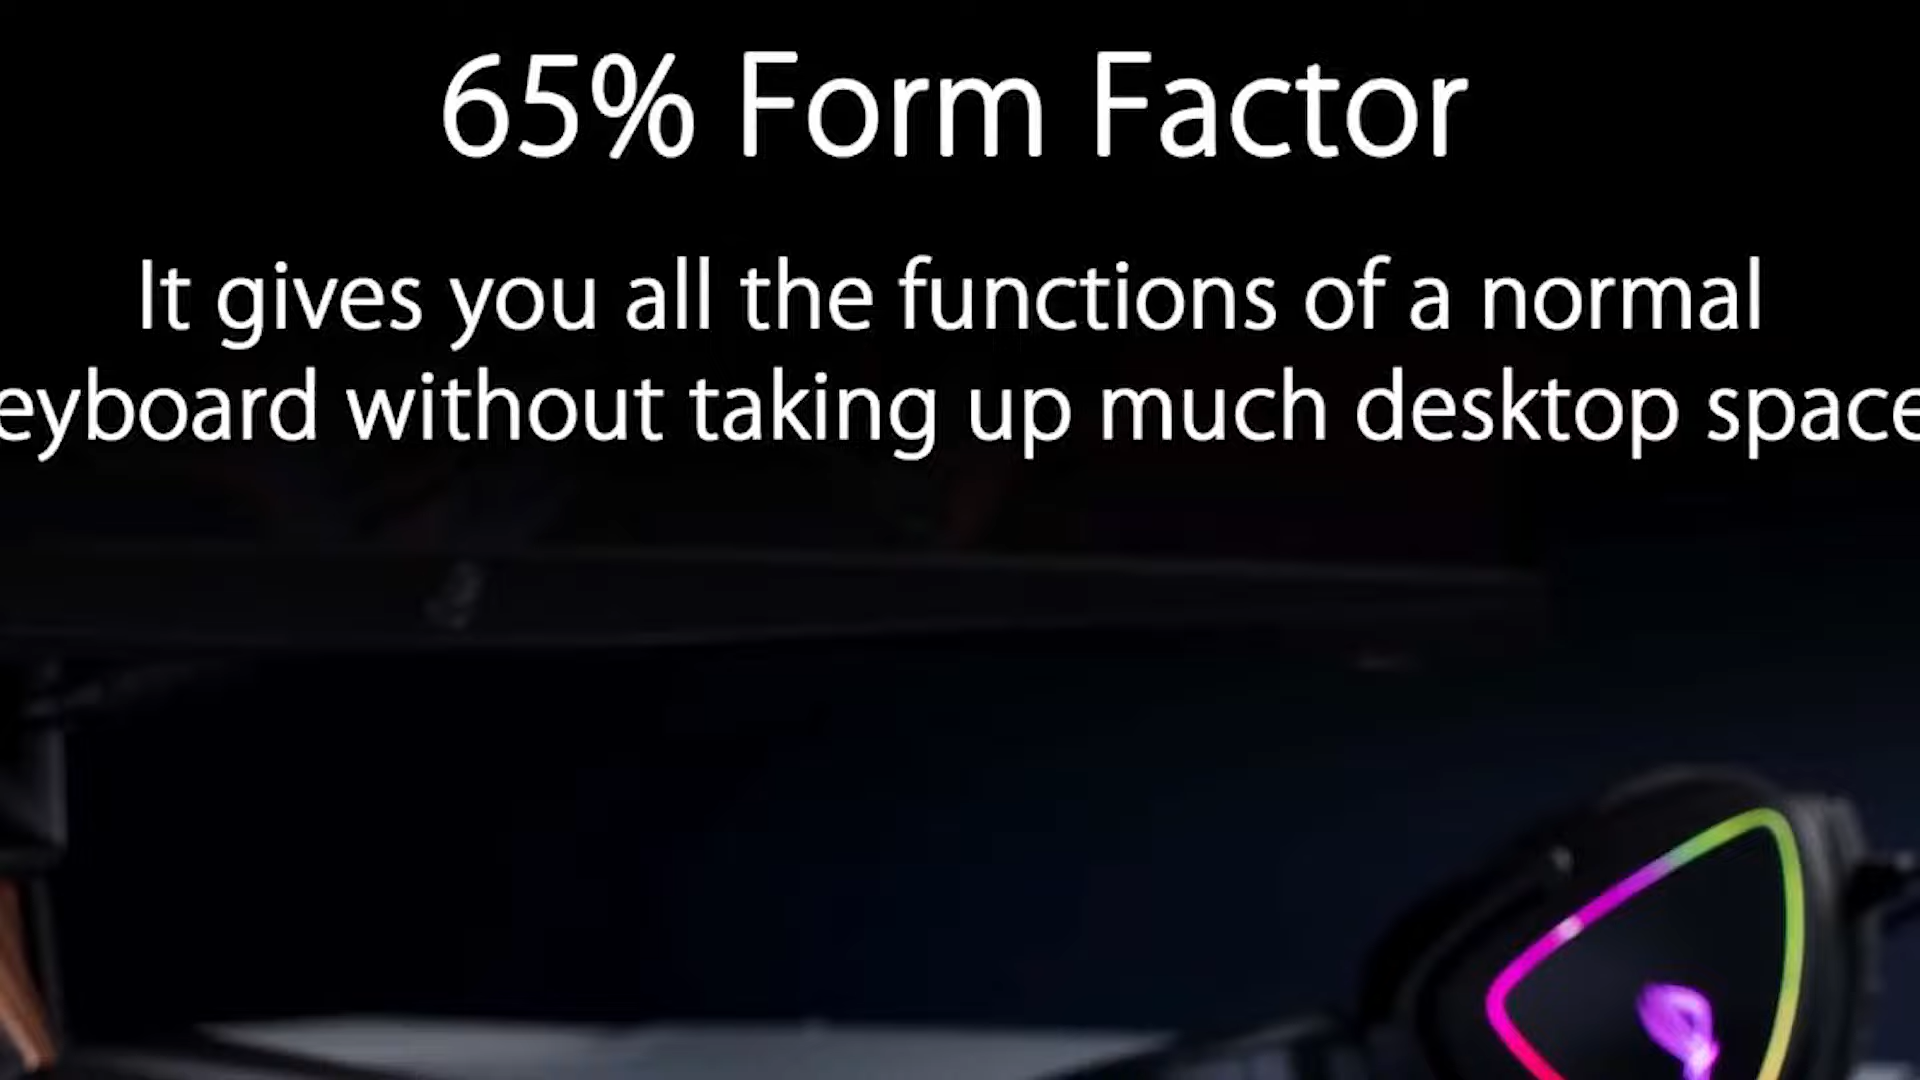 65% Form Factor
It gives you all the functions of a normal
eyboard without taking up much desktop space